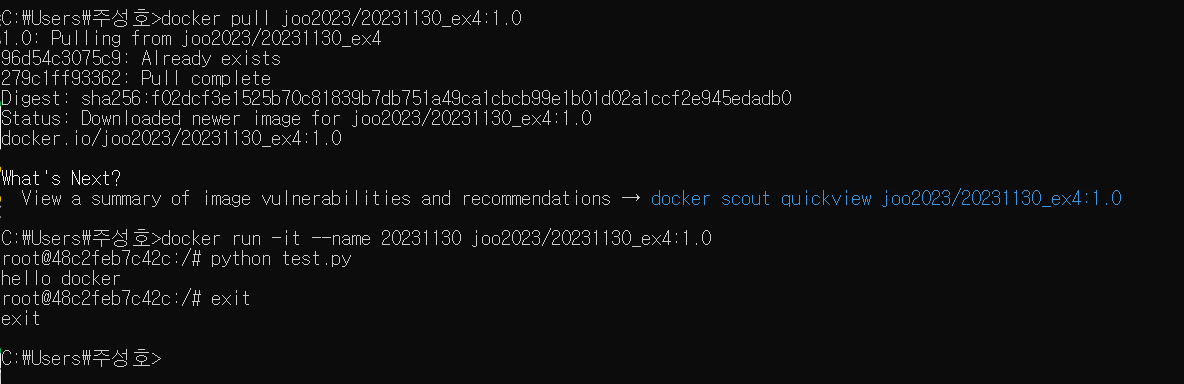 C:\Users\주성호>docker pull joo2023/20231130_ex4:1.0
1.0: Pulling from joo2023/20231130_ex4
96d54c3075c9: Already exists
279c1ff93362: Pull complete
Digest: sha256:f02dcf3e1525b70c81839b7db751a49ca1cbcb99e1b01d02a1ccf2e945edadb0
Status: Downloaded newer image for joo2023/20231130_ex4:1.0
docker.io/joo2023/20231130_ex4:1.0
What's Next?
View a summary of image vulnerabilities and recommendations → docker scout quickview joo2023/20231130_ex4:1.0
C:\Users\주성호>docker run -it --name 20231130 joo2023/20231130_ex4:1.0
root@48c2feb7c42c:/# python test.py
hello docker
root@48c2feb7c42c:/# exit
exit
C:\Users\주성호>